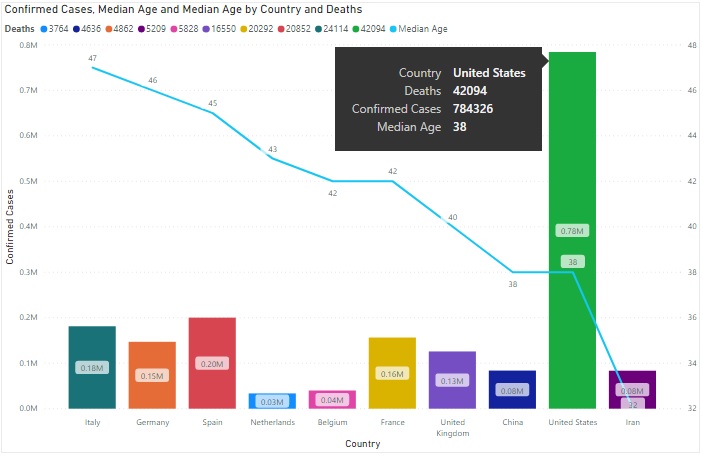 Confirmed Cases, Median Age and Median Age by Country and Deaths
Deaths 3764 4636 4862 5209 5828 16550 20292 20852 24114 42094 Median Age
0.8M
0.7M
0.6M
0.5M
0.4M
0.3M
0.2M
0.1M
0.0M
Confirmed Cases
48
46
44
42
40
38
36
34
32
47
46
45
43
42
42
40
38
38
32
Country United States
Deaths 42094
Confirmed Cases 784326
Median Age 38
0.18M
0.15M
0.20M
0.03M
0.04M
0.16M
0.13M
0.08M
0.78M
0.08M
Italy
Germany
Spain
Netherlands
Belgium
France
United
Kingdom
China
United States
Iran
Country